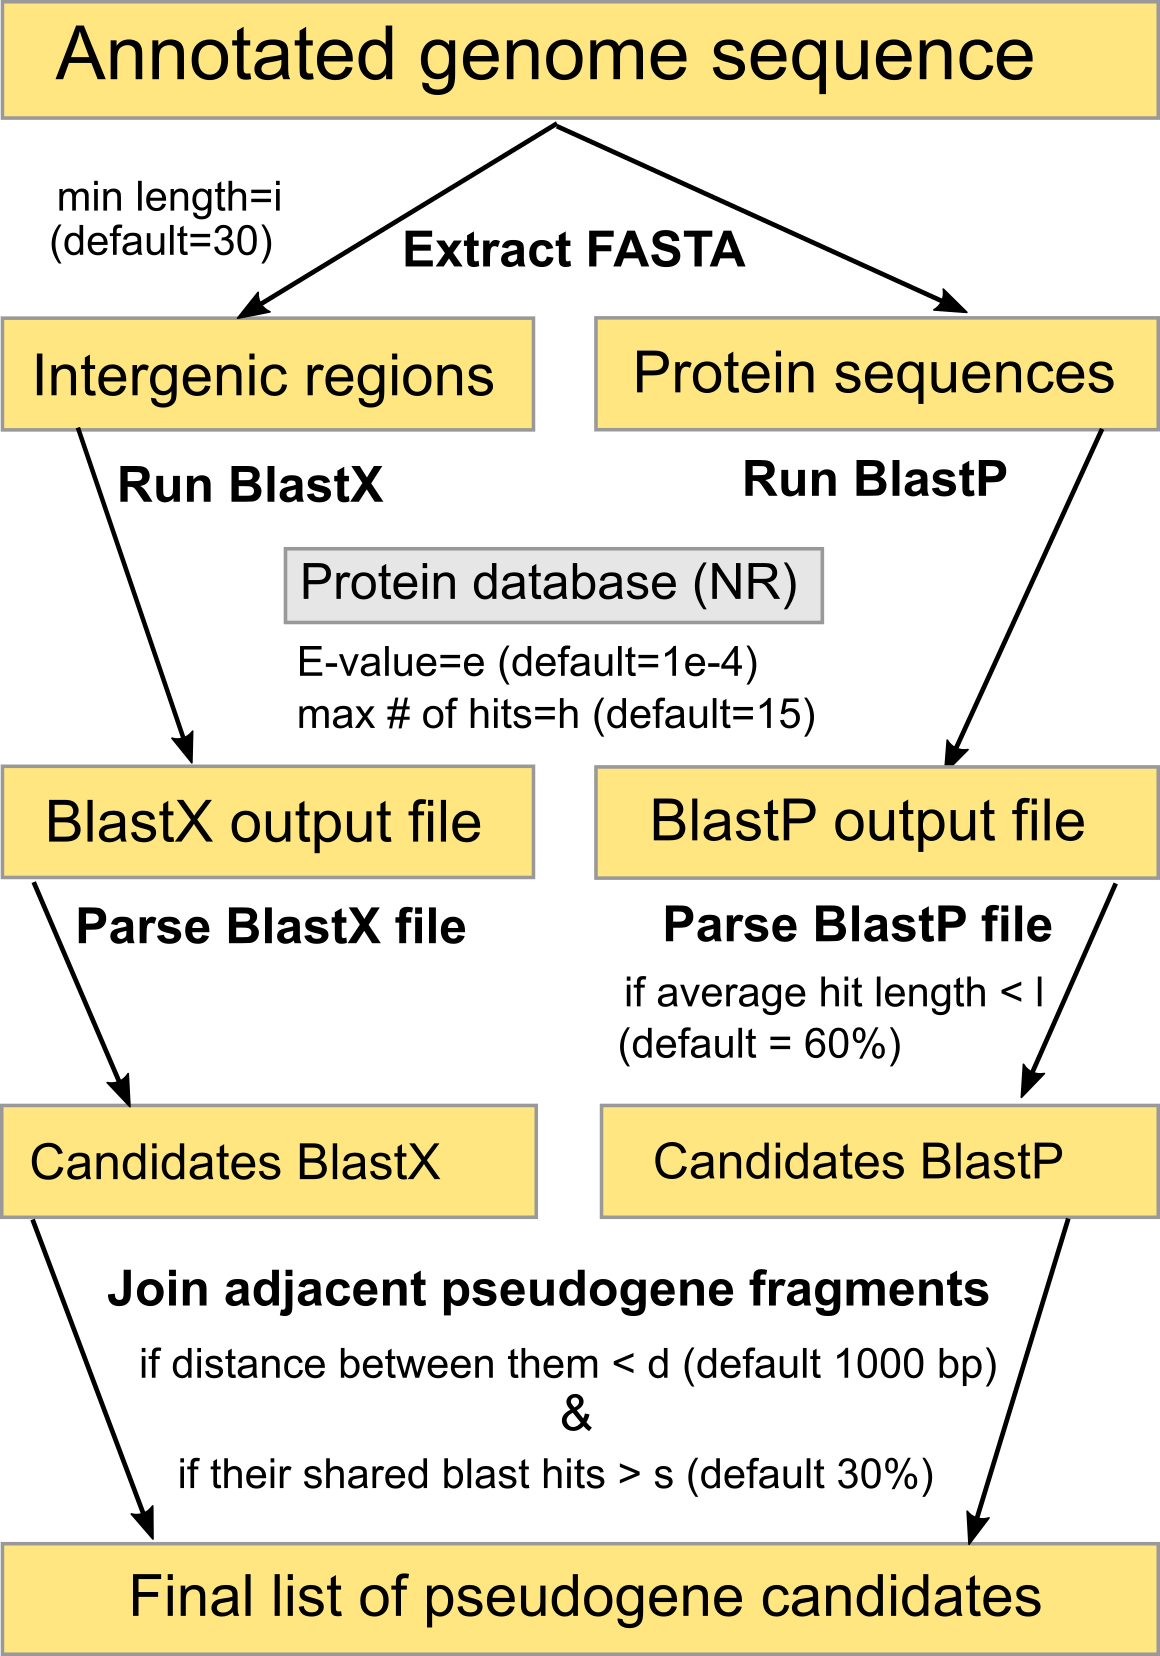 Annotated genome sequence
min length=i
(default=30)
Extract FASTA
Intergenic regions
Protein sequences
Run BlastX
Run BlastP
Protein database (NR)
E-value=e (default=1e-4)
max # of hits=h (default=15)
BlastX output file
BlastP output file
Parse BlastX file
Parse BlastP file
if average hit length < l
(default = 60%)
Candidates BlastX
Candidates BlastP
Join adjacent pseudogene fragments
if distance between them < d (default 1000 bp)
&
if their shared blast hits > s (default 30%)
Final list of pseudogene candidates